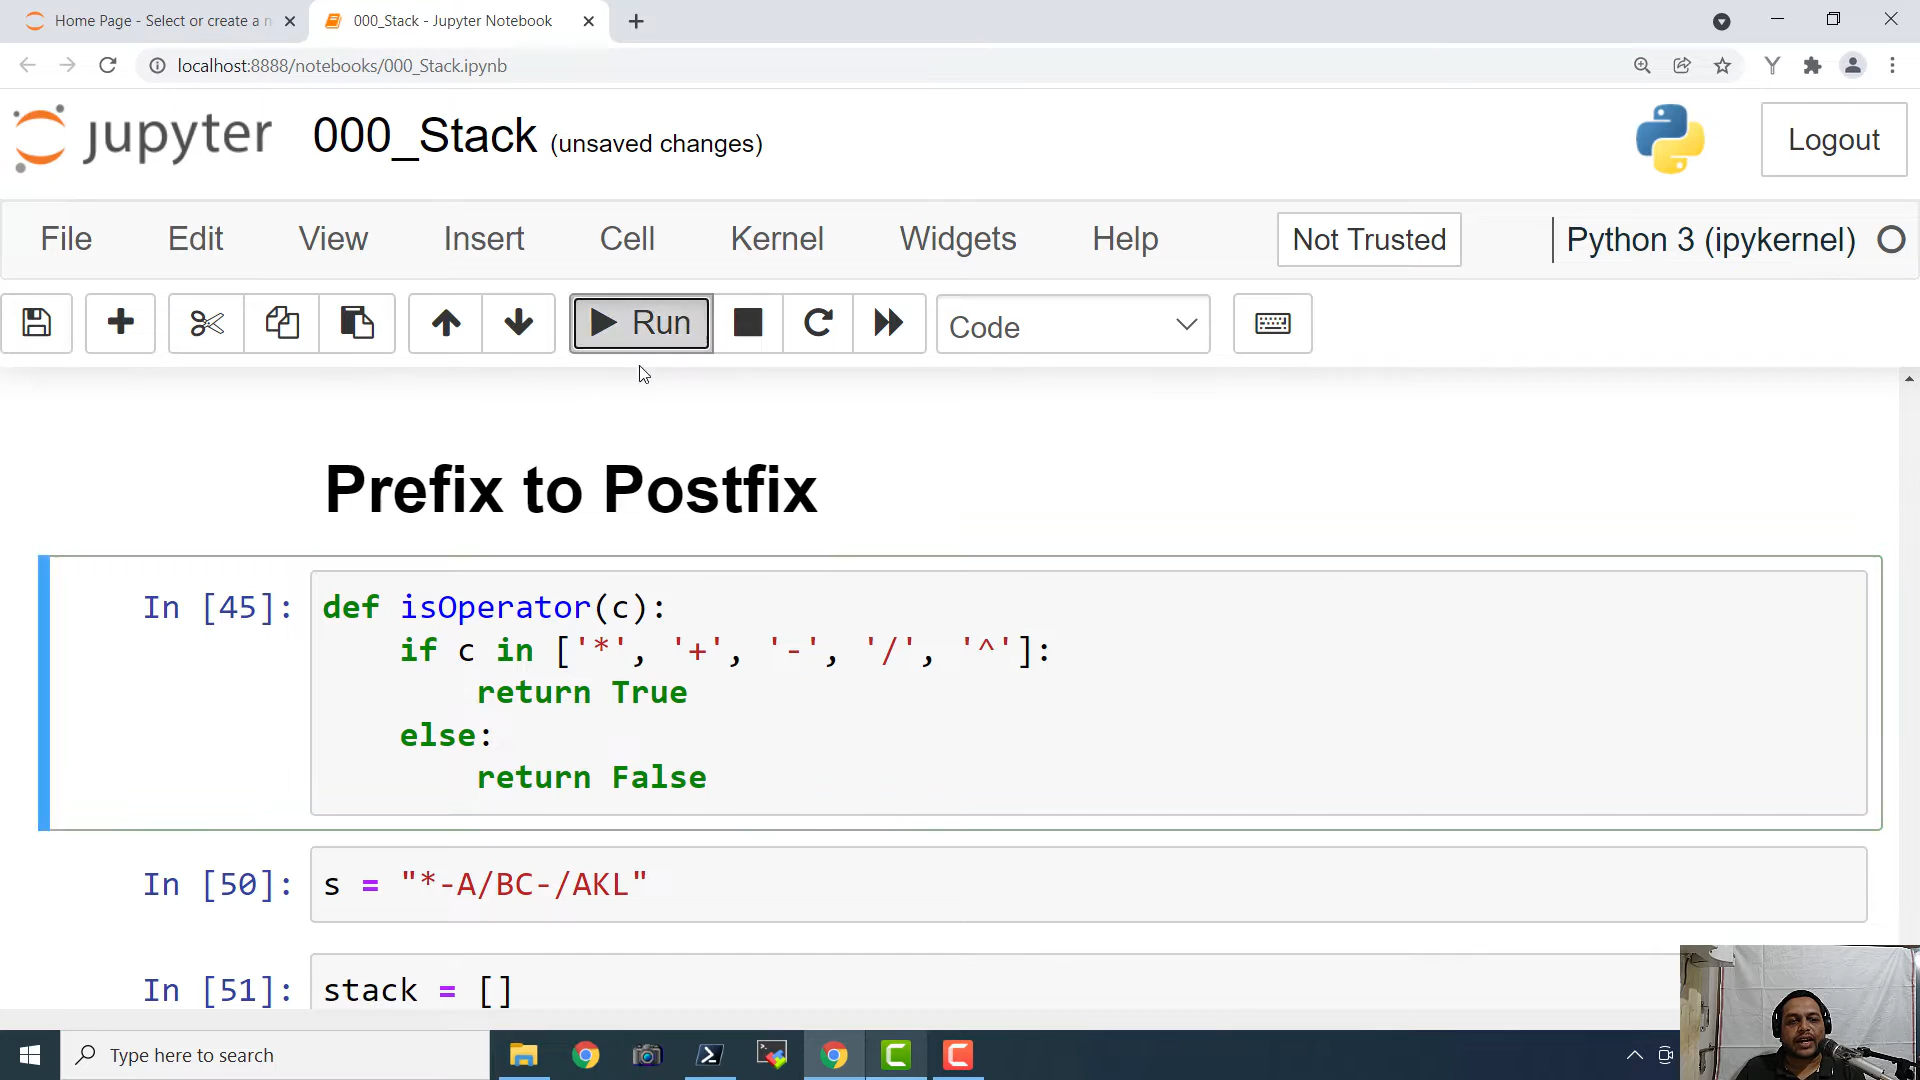 Home Page - Select or create a n
000_Stack - Jupyter Notebook
localhost:8888/notebooks/000_Stack.ipynb
jupyter 000_Stack (unsaved changes)
Logout
File Edit View Insert Cell Kernel Widgets Help Not Trusted Python 3 (ipykernel)
Run Code
Prefix to Postfix
In [45]: def isOperator(c):
if c in ['*', '+', '-', '/', '^']:
return True
else:
return False
In [50]: s = "*-A/BC-/AKL"
In [51]: stack = []
Type here to search